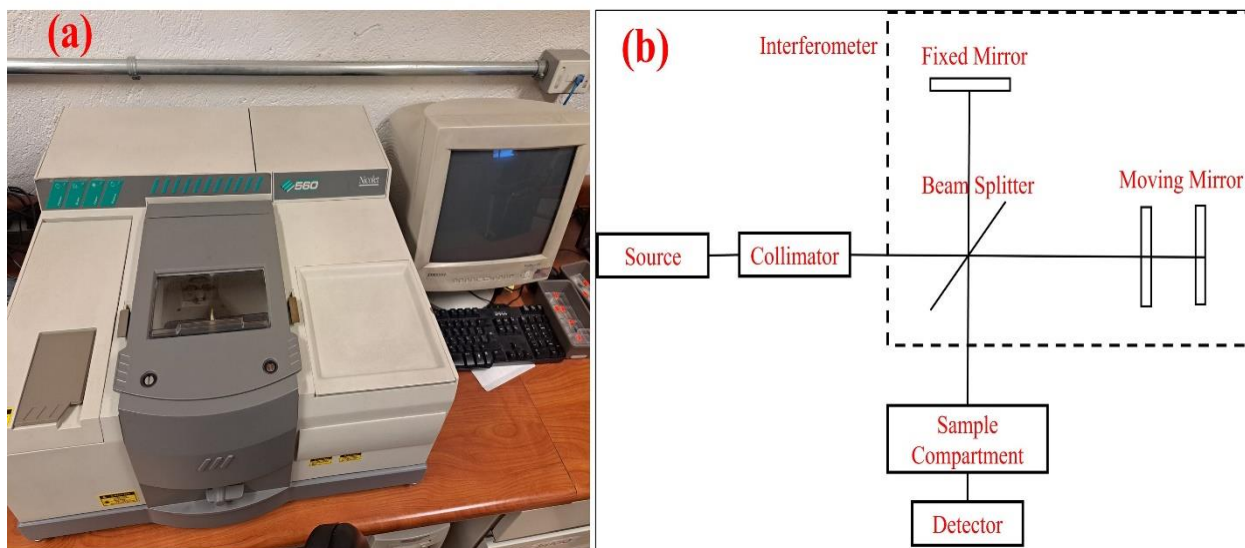 (a)
560
Nicolet
(b)
Interferometer
Fixed Mirror
Beam Splitter
Moving Mirror
Source
Collimator
Sample
Compartment
Detector